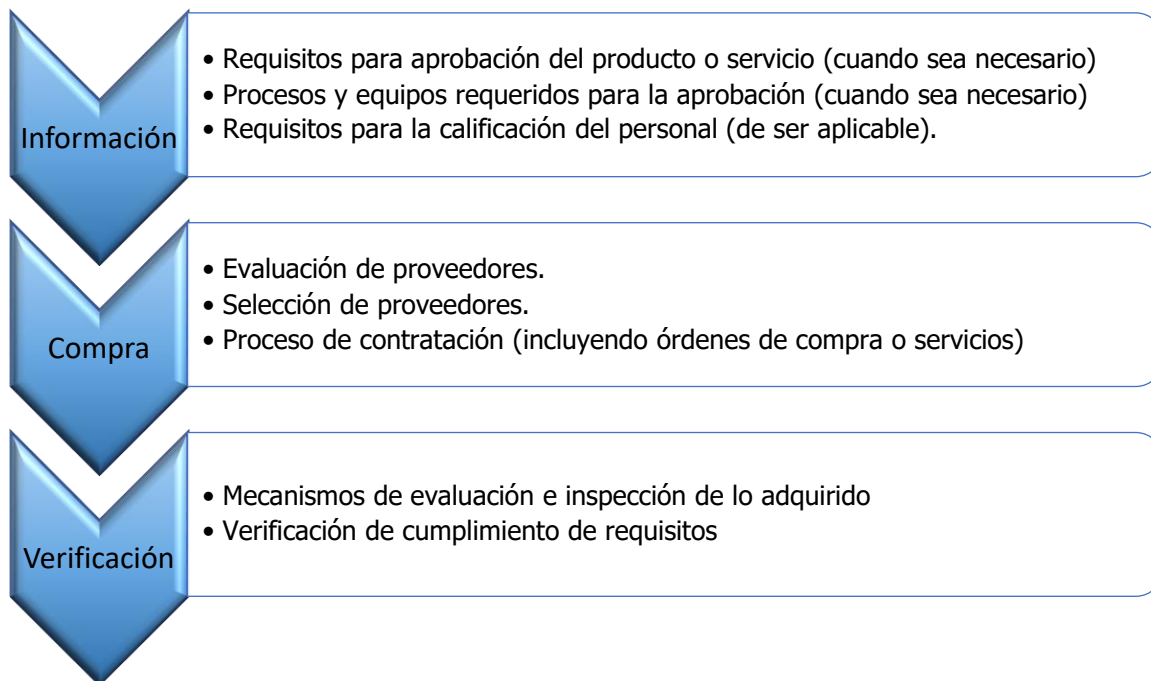 Información
• Requisitos para aprobación del producto o servicio (cuando sea necesario)
• Procesos y equipos requeridos para la aprobación (cuando sea necesario)
• Requisitos para la calificación del personal (de ser aplicable).
Compra
• Evaluación de proveedores.
• Selección de proveedores.
• Proceso de contratación (incluyendo órdenes de compra o servicios)
Verificación
• Mecanismos de evaluación e inspección de lo adquirido
• Verificación de cumplimiento de requisitos